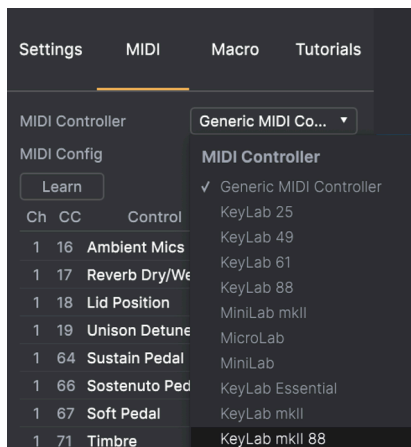 Settings MIDI Macro Tutorials
MIDI Controller Generic MIDI Co... ▼
MIDI Config
Learn
Ch CC Control
1 16 Ambient Mics
1 17 Reverb Dry/We
1 18 Lid Position
1 19 Unison Detune
1 64 Sustain Pedal
1 66 Sostenuto Ped
1 67 Soft Pedal
1 71 Timbre
MIDI Controller
✓ Generic MIDI Controller
KeyLab 25
KeyLab 49
KeyLab 61
KeyLab 88
MiniLab mkII
MicroLab
MiniLab
KeyLab Essential
KeyLab mkII
KeyLab mkII 88